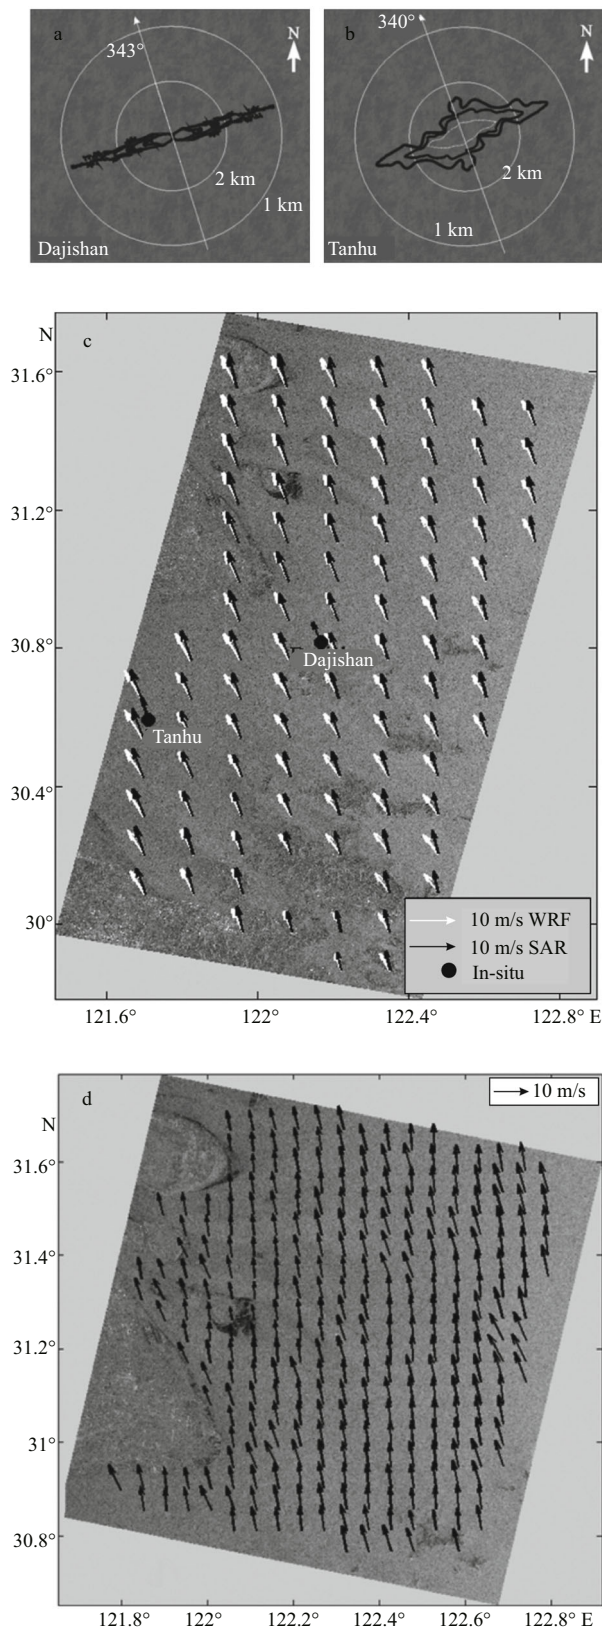 a
N
343°
2 km
1 km
Dajishan
b
N
340°
2 km
1 km
Tanhu
N
c
31.6°
31.2°
30.8°
30.4°
30°
Dajishan
Tanhu
10 m/s WRF
10 m/s SAR
In-situ
121.6°
122°
122.4°
122.8° E
d
10 m/s
N
31.6°
31.4°
31.2°
31°
30.8°
121.8°
122°
122.2°
122.4°
122.6°
122.8° E